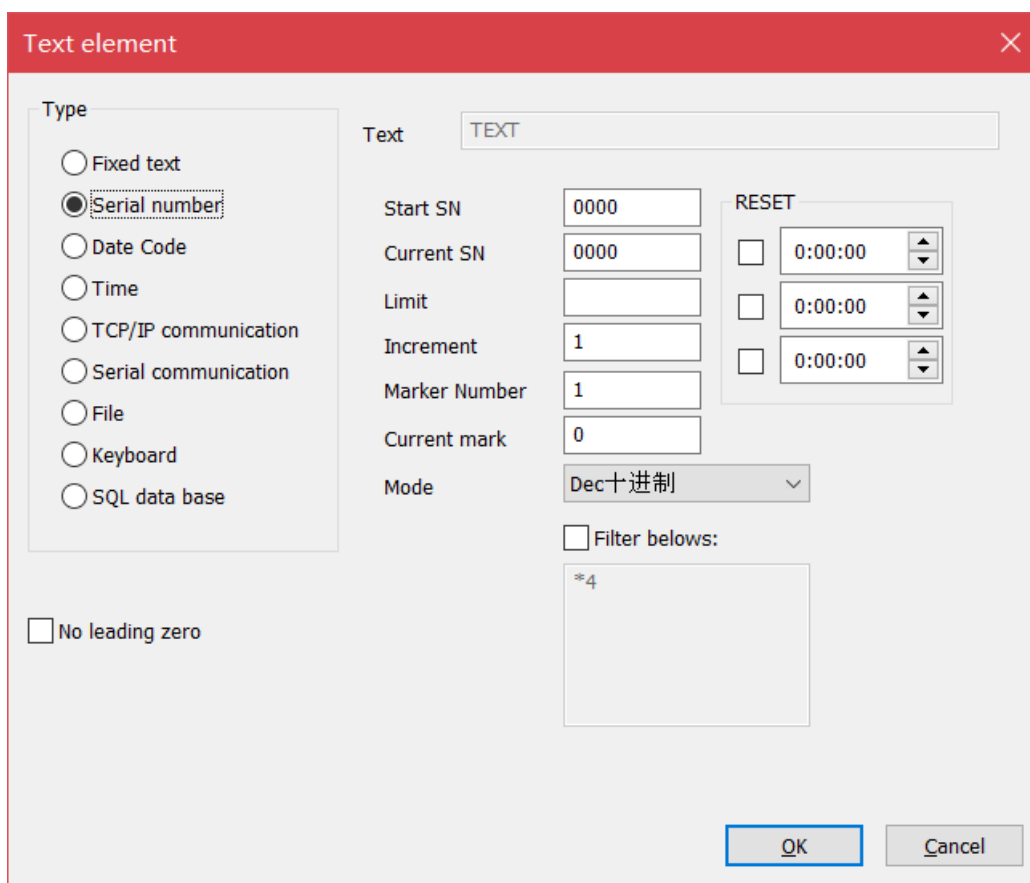 Text element
Type
Fixed text
Serial number
Date Code
Time
TCP/IP communication
Serial communication
File
Keyboard
SQL data base
No leading zero
Text TEXT
Start SN 0000
Current SN 0000
Limit
Increment 1
Marker Number 1
Current mark 0
Mode Dec十进制
RESET
0:00:00
0:00:00
0:00:00
Filter belows:
*4
OK Cancel